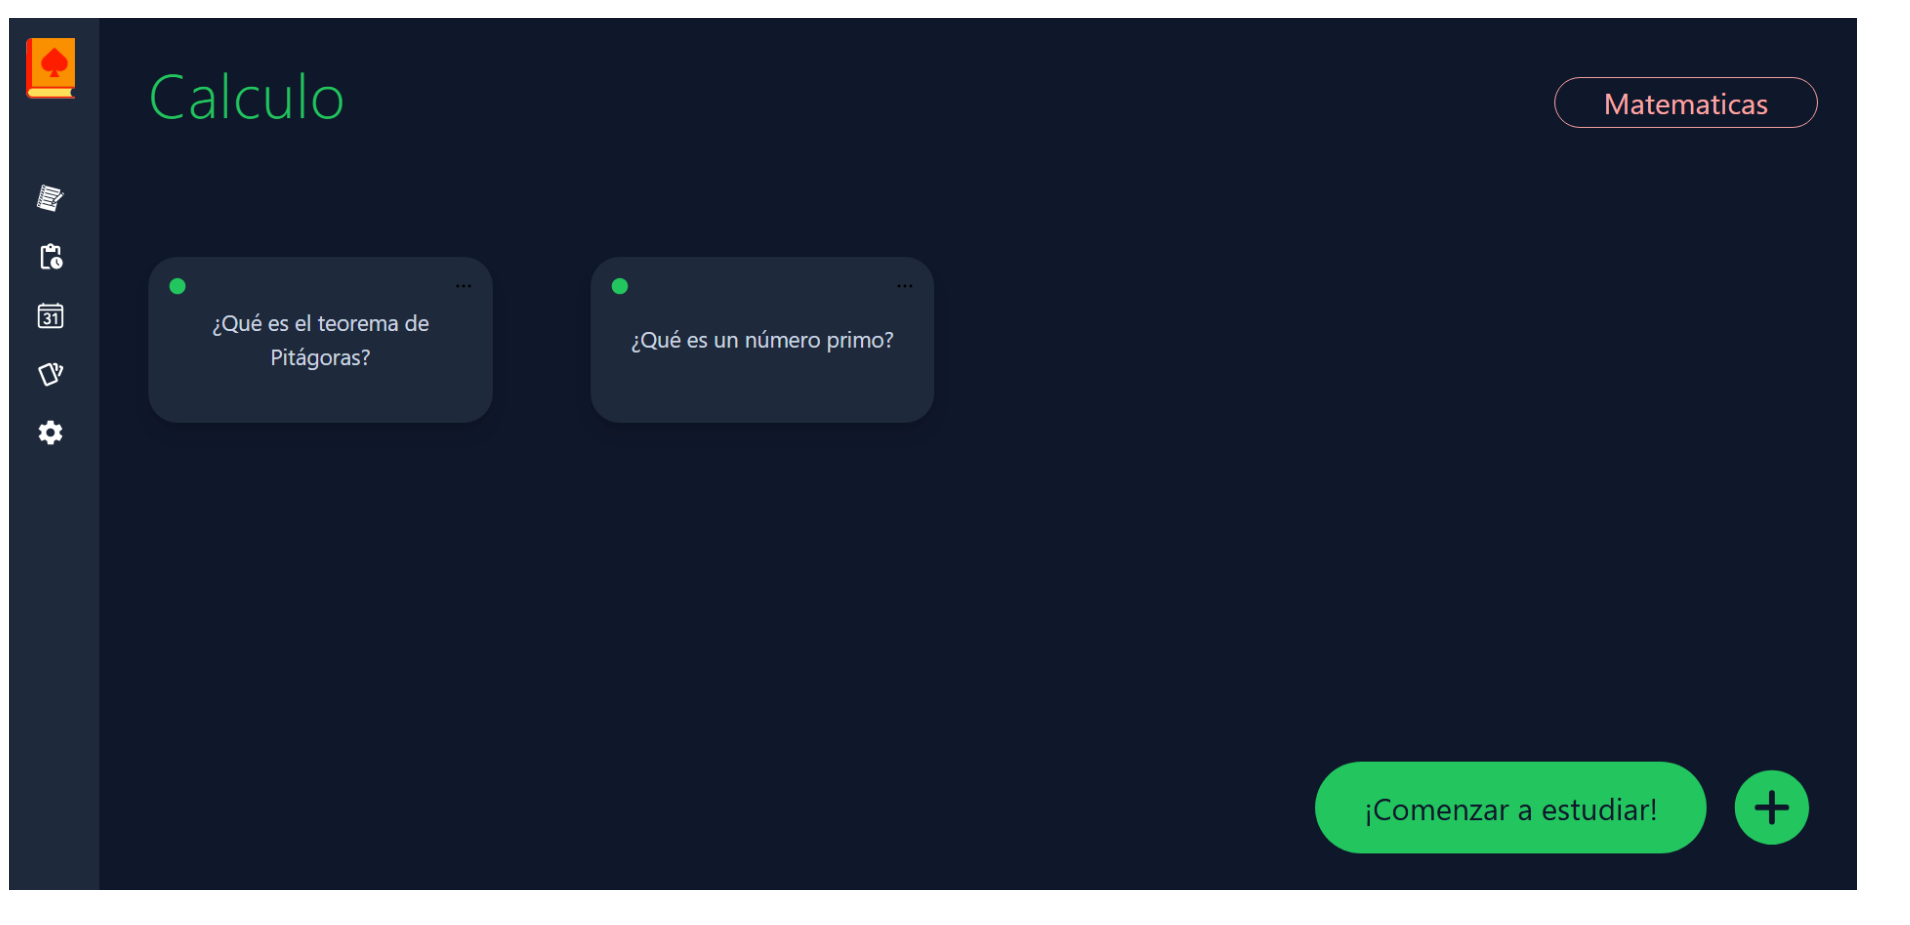 Calculo
Matematicas
31
¿Qué es el teorema de
Pitágoras?
¿Qué es un número primo?
¡Comenzar a estudiar!